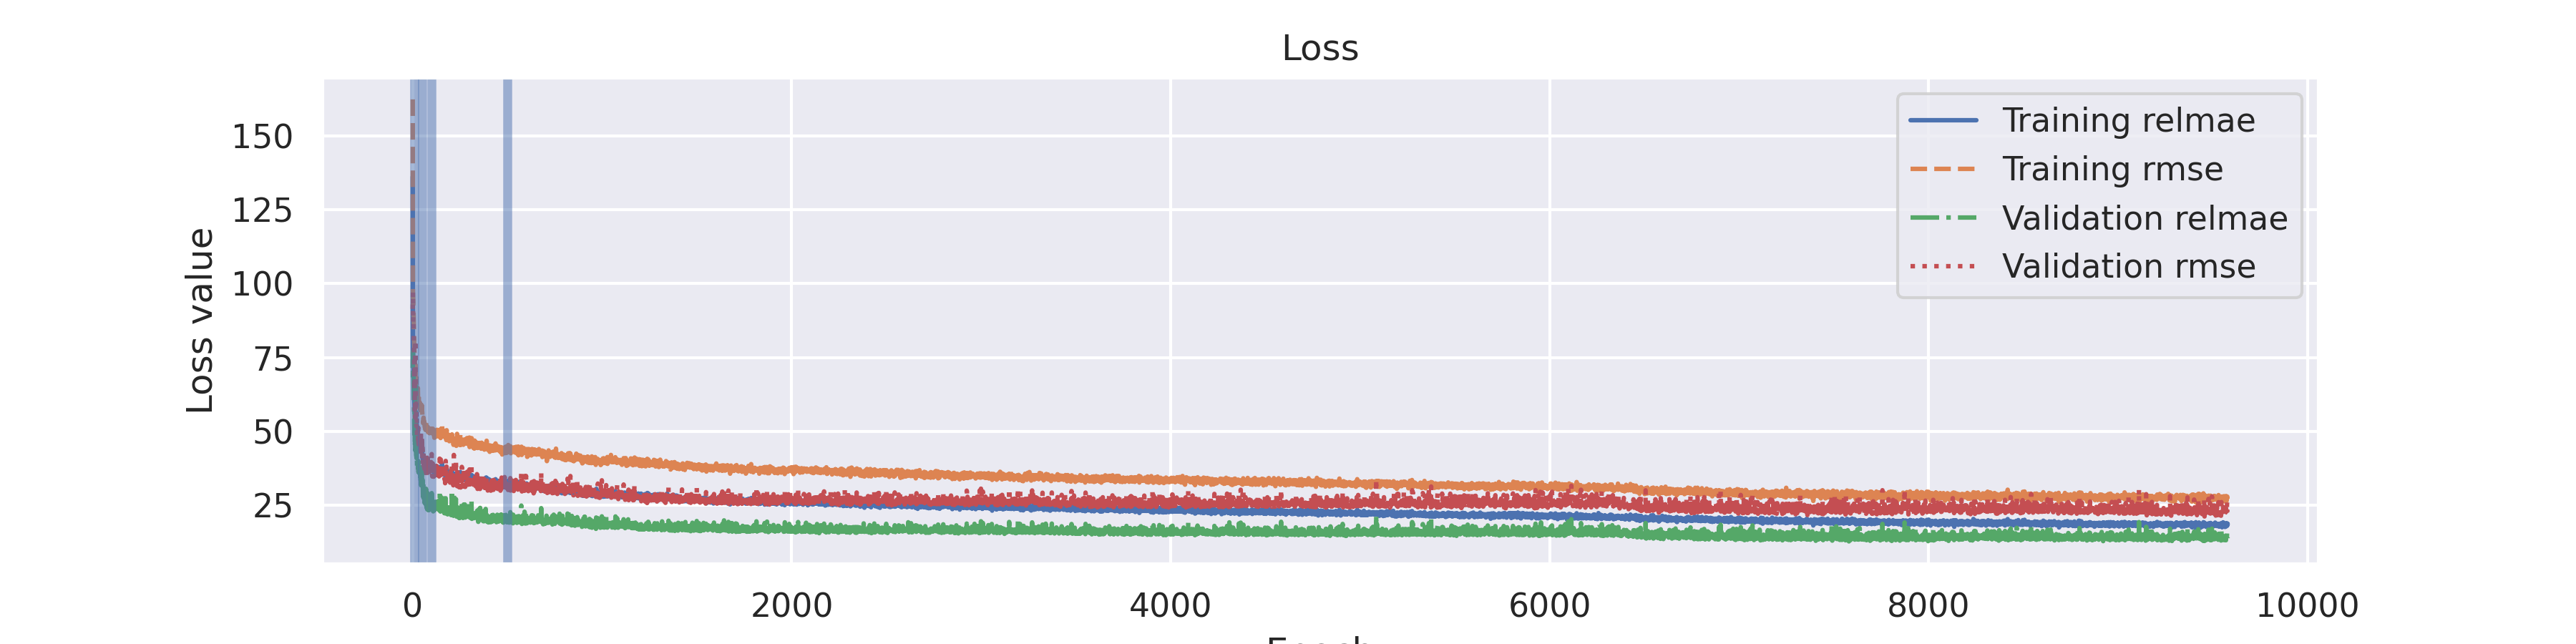 Loss
Loss value
150
125
100
75
50
25
Training relmae
Training rmse
Validation relmae
Validation rmse
0 2000 4000 6000 8000 10000